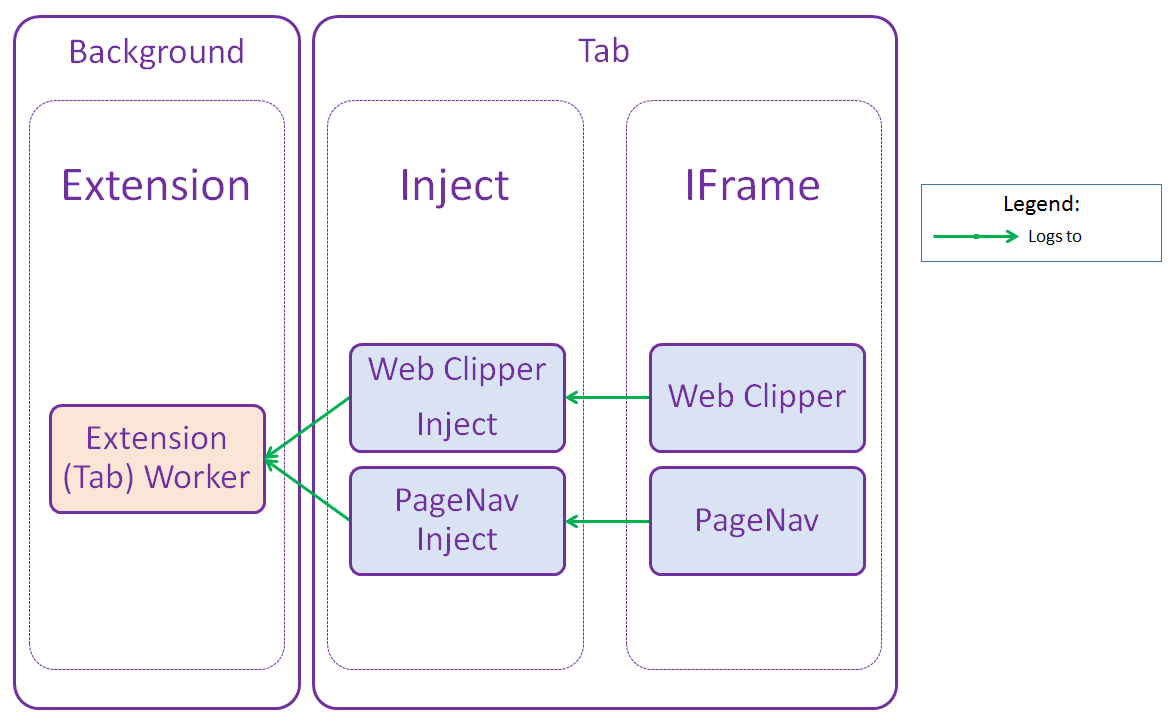 Background
Tab
Extension
Inject
IFrame
Legend:
Logs to
Web Clipper
Inject
Web Clipper
Extension
(Tab) Worker
PageNav
Inject
PageNav